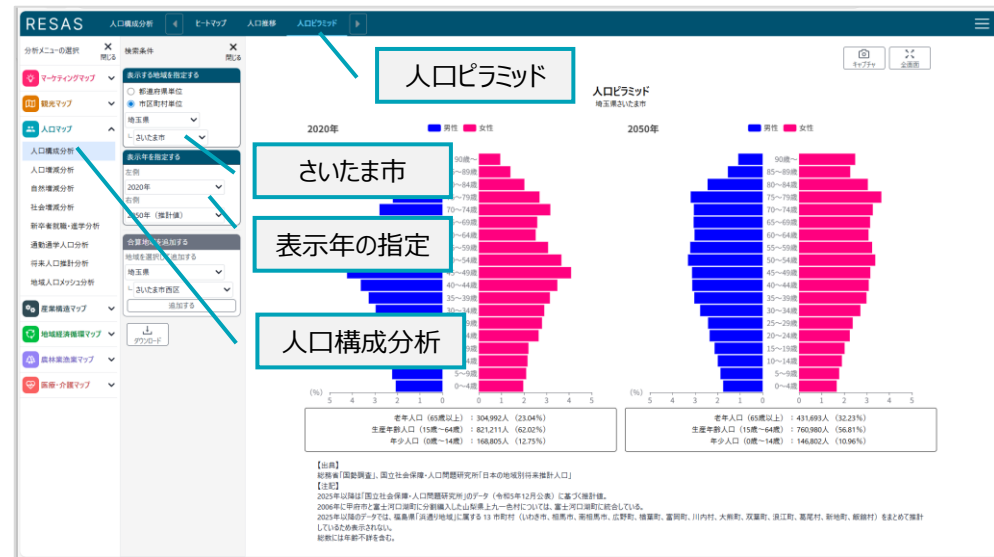 RESAS
人口構成分析
ヒートマップ
人口推移
人口ピラミッド
分析メニューの選択
閉じる
マーケティングマップ
観光マップ
人口マップ
人口構成分析
人口増減分析
自然増減分析
社会増減分析
新卒者就職・進学分析
通勤通学人口分析
将来人口推計分析
地域人口メッシュ分析
産業構造マップ
地域経済循環マップ
農林業漁業マップ
医療・介護マップ
検索条件
閉じる
表示する地域を指定する
都道府県単位
市区町村単位
埼玉県
さいたま市
表示年を指定する
左側
2020年
右側
2050年（推計値）
合算地域を追加する
地域を選択して追加する
埼玉県
さいたま市西区
追加する
ダウンロード
人口ピラミッド
さいたま市
表示年の指定
人口構成分析
キャプチャ
全画面
人口ピラミッド
埼玉県さいたま市
2020年
男性 女性
90歳～
70～74歳
40～44歳
35～39歳
5～9歳
0～4歳
(%)
5 4 3 2 1 0 0 1 2 3 4 5
老年人口（65歳以上）：304,992人（23.04%）
生産年齢人口（15歳～64歳）：821,211人（62.02%）
年少人口（0歳～14歳）：168,805人（12.75%）
2050年
男性 女性
90歳～
85～89歳
80～84歳
75～79歳
70～74歳
65～69歳
60～64歳
55～59歳
50～54歳
45～49歳
40～44歳
35～39歳
30～34歳
25～29歳
20～24歳
15～19歳
10～14歳
5～9歳
0～4歳
(%)
5 4 3 2 1 0 0 1 2 3 4 5
老年人口（65歳以上）：431,693人（32.23%）
生産年齢人口（15歳～64歳）：760,980人（56.81%）
年少人口（0歳～14歳）：146,802人（10.96%）
【出典】
総務省「国勢調査」、国立社会保障・人口問題研究所「日本の地域別将来推計人口」
【注記】
2025年以降は「国立社会保障・人口問題研究所」のデータ（令和5年12月公表）に基づく推計値。
2006年に甲府市と富士河口湖町に分割編入した山梨県上九一色村については、富士河口湖町に統合している。
2025年以降のデータでは、福島県「浜通り地域」に属する 13 市町村（いわき市、相馬市、南相馬市、広野町、楢葉町、富岡町、川内村、大熊町、双葉町、浪江町、葛尾村、新地町、飯舘村）をまとめて推計
しているため表示されない。
総数には年齢不詳を含む。